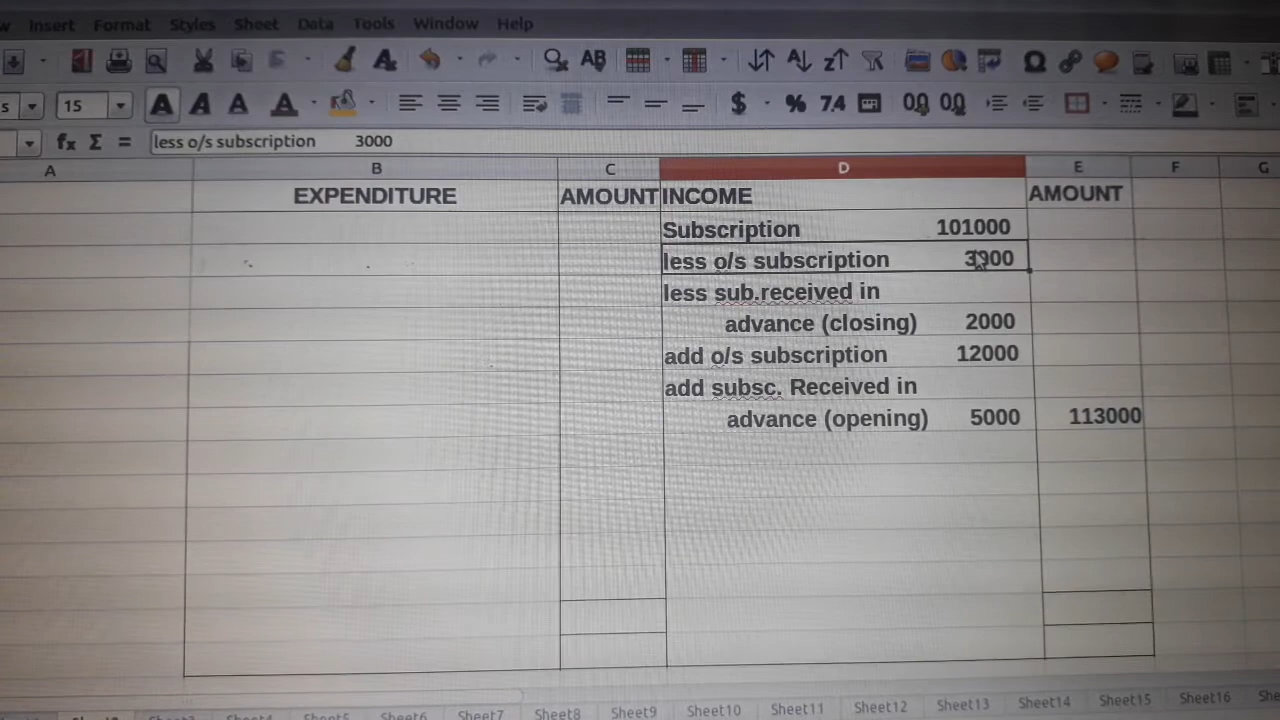 Insert Format Styles Sheet Data Tools Window Help
15
fx Σ = less o/s subscription 3000
A B C D E F G
EXPENDITURE AMOUNT INCOME AMOUNT
Subscription 101000
less o/s subscription 3000
less sub.received in
advance (closing) 2000
add o/s subscription 12000
add subsc. Received in
advance (opening) 5000 113000
Sheet7 Sheet8 Sheet9 Sheet10 Sheet11 Sheet12 Sheet13 Sheet14 Sheet15 Sheet16